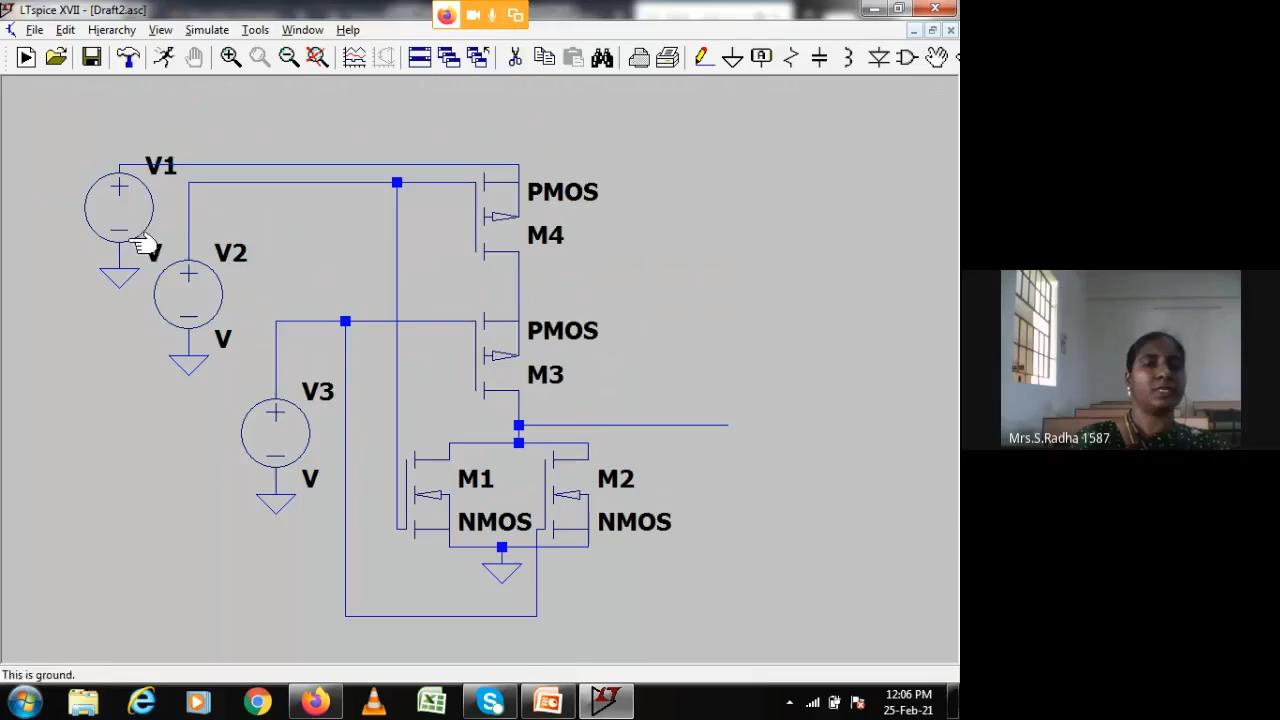 LTspice XVII - [Draft2.asc]
File Edit Hierarchy View Simulate Tools Window Help
V1
PMOS
M4
V2
V
V
PMOS
M3
V3
V
M1
NMOS
M2
NMOS
Mrs.S.Radha 1587
This is ground.
12:06 PM
25-Feb-21